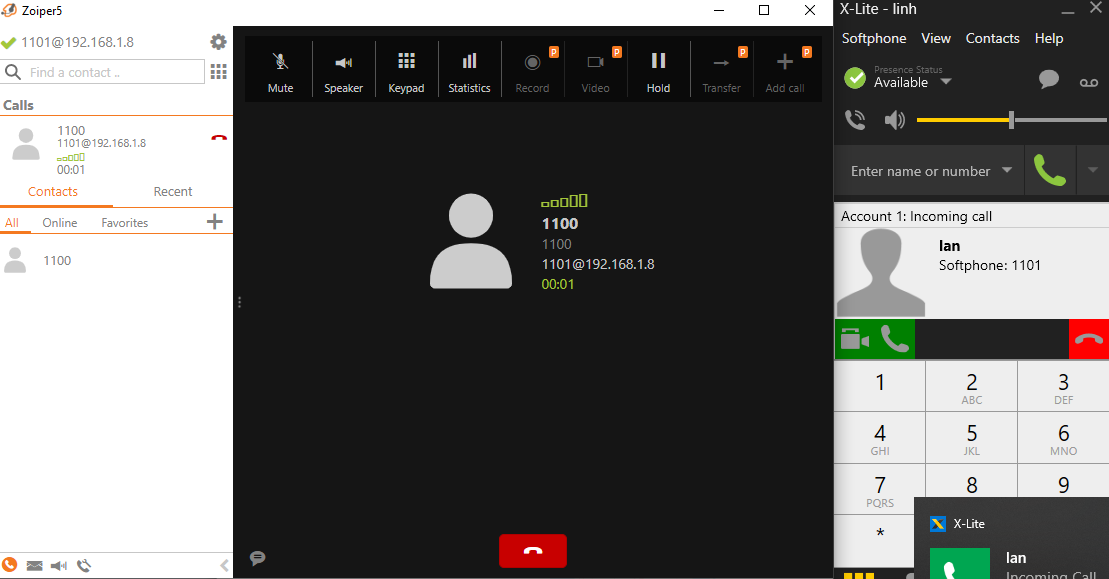 Zoiper5
1101@192.168.1.8
Find a contact ..
Calls
1100
1101@192.168.1.8
00:01
Contacts
Recent
All
Online
Favorites
1100
Mute
Speaker
Keypad
Statistics
P
Record
P
Video
Hold
P
Transfer
P
Add call
1100
1100
1101@192.168.1.8
00:01
X-Lite - linh
Softphone View Contacts Help
Presence Status
Available
Enter name or number
Account 1: Incoming call
lan
Softphone: 1101
1
2
ABC
3
DEF
4
GHI
5
JKL
6
MNO
7
PQRS
8
9
*
X-Lite
lan
Incoming Call